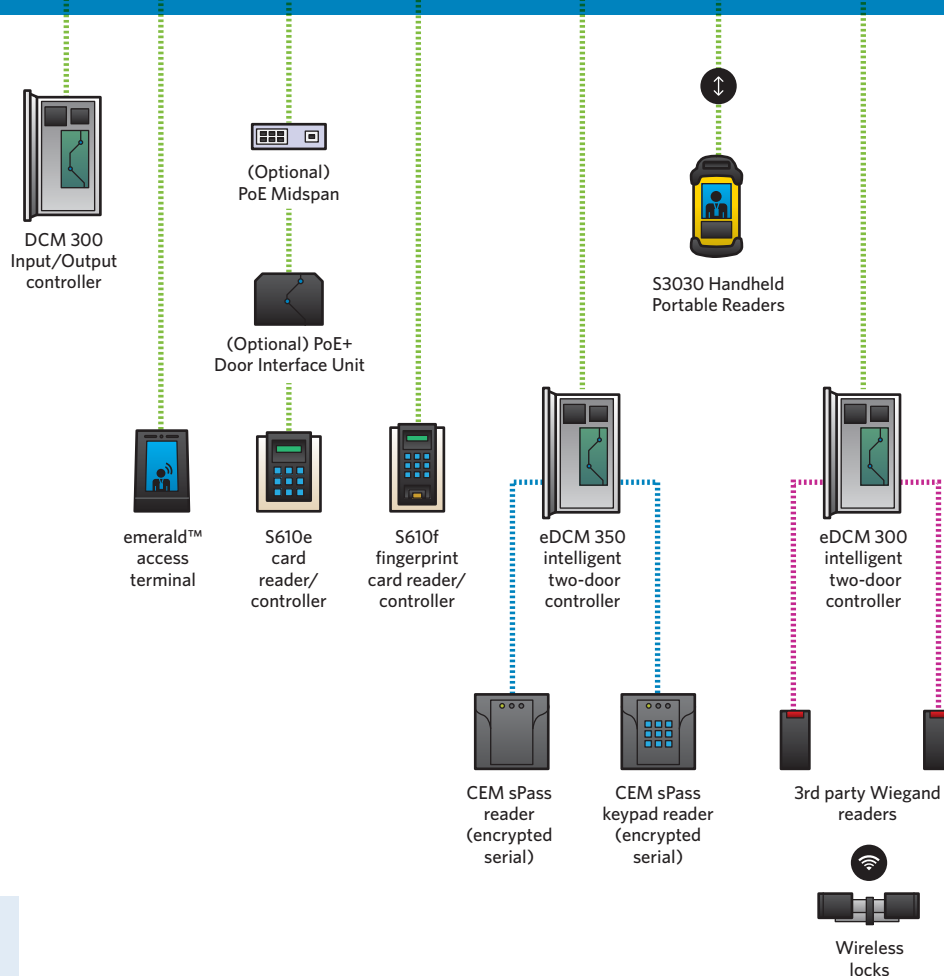 (Optional)
PoE Midspan
DCM 300
Input/Output
controller
S3030 Handheld
Portable Readers
(Optional) PoE+
Door Interface Unit
emerald™
access
terminal
S610e
card
reader/
controller
S610f
fingerprint
card reader/
controller
eDCM 350
intelligent
two-door
controller
eDCM 300
intelligent
two-door
controller
CEM sPass
reader
(encrypted
serial)
CEM sPass
keypad reader
(encrypted
serial)
3rd party Wiegand
readers
Wireless
locks